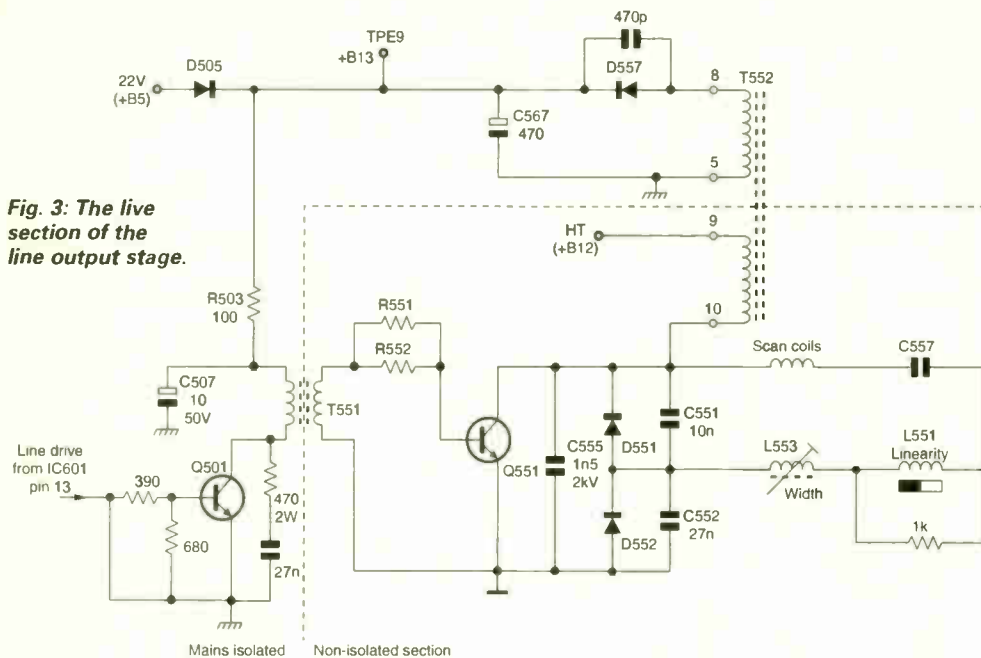 470p
TPE9
+B13
D505
D557
8
T552
22V
(+B5)
C567
470
5
Fig. 3: The live
section of the
line output stage.
HT
(+B12)
9
10
R503
100
R551
R552
Scan coils
C557
C507
10
50V
T551
C551
10n
L553
Width
L551
Linearity
Line drive
from IC601
pin 13
390
Q501
470
2W
680
27n
Q551
C555
1n5
2kV
D551
D552
C552
27n
1k
Mains isolated
Non-isolated section